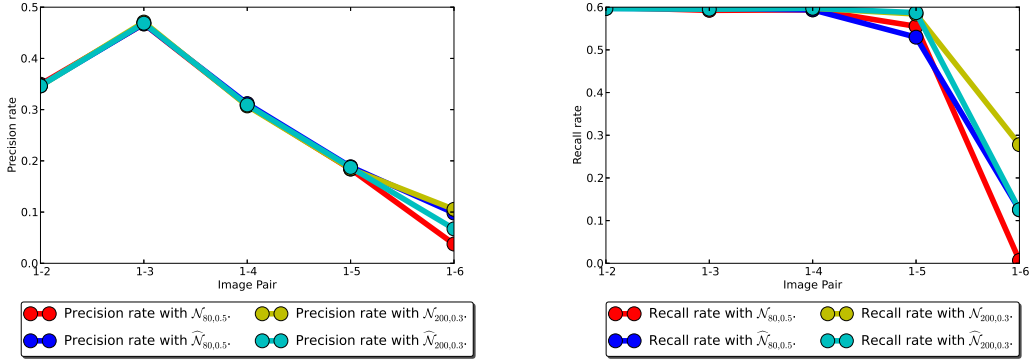 0.5
0.4
0.3
0.2
0.1
0.0
Precision rate
1-2 1-3 1-4 1-5 1-6
Image Pair
Precision rate with 𝒩80,0.5. Precision rate with 𝒩200,0.3.
Precision rate with 𝒩̂80,0.5. Precision rate with 𝒩̂200,0.3.
0.6
0.5
0.4
0.3
0.2
0.1
0.0
Recall rate
1-2 1-3 1-4 1-5 1-6
Image Pair
Recall rate with 𝒩80,0.5. Recall rate with 𝒩200,0.3.
Recall rate with 𝒩̂80,0.5. Recall rate with 𝒩̂200,0.3.